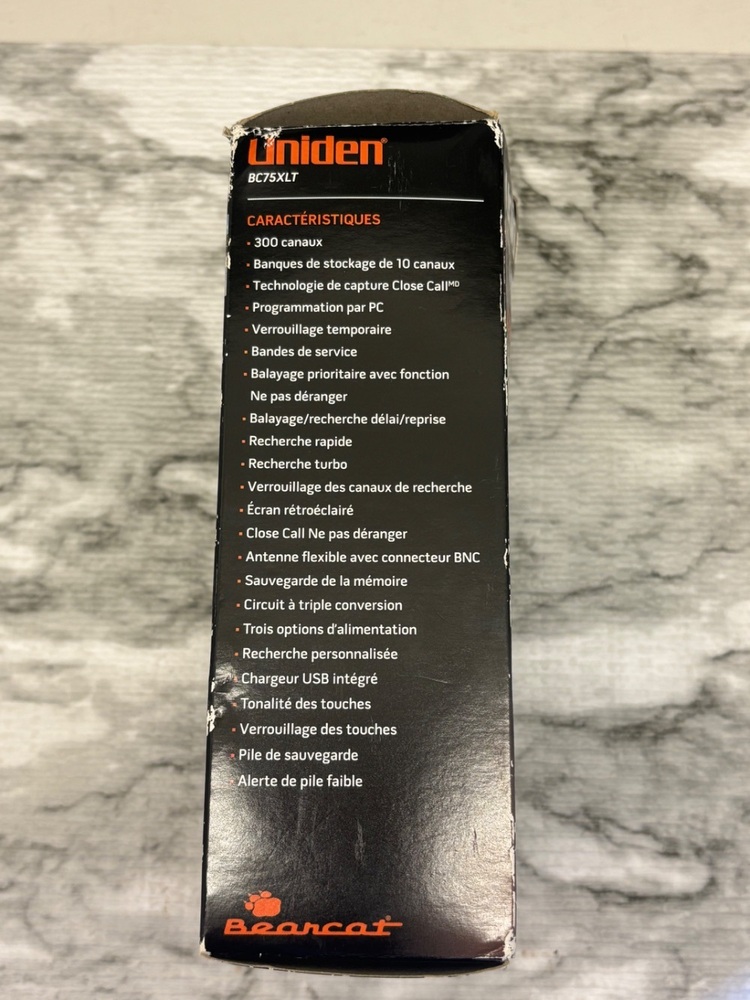 Uniden®
BC75XLT
CARACTÉRISTIQUES
• 300 canaux
• Banques de stockage de 10 canaux
• Technologie de capture Close Callᴹᴰ
• Programmation par PC
• Verrouillage temporaire
• Bandes de service
• Balayage prioritaire avec fonction
Ne pas déranger
• Balayage/recherche délai/reprise
• Recherche rapide
• Recherche turbo
• Verrouillage des canaux de recherche
• Écran rétroéclairé
• Close Call Ne pas déranger
• Antenne flexible avec connecteur BNC
• Sauvegarde de la mémoire
• Circuit à triple conversion
• Trois options d'alimentation
• Recherche personnalisée
• Chargeur USB intégré
• Tonalité des touches
• Verrouillage des touches
• Pile de sauvegarde
• Alerte de pile faible
Bearcat